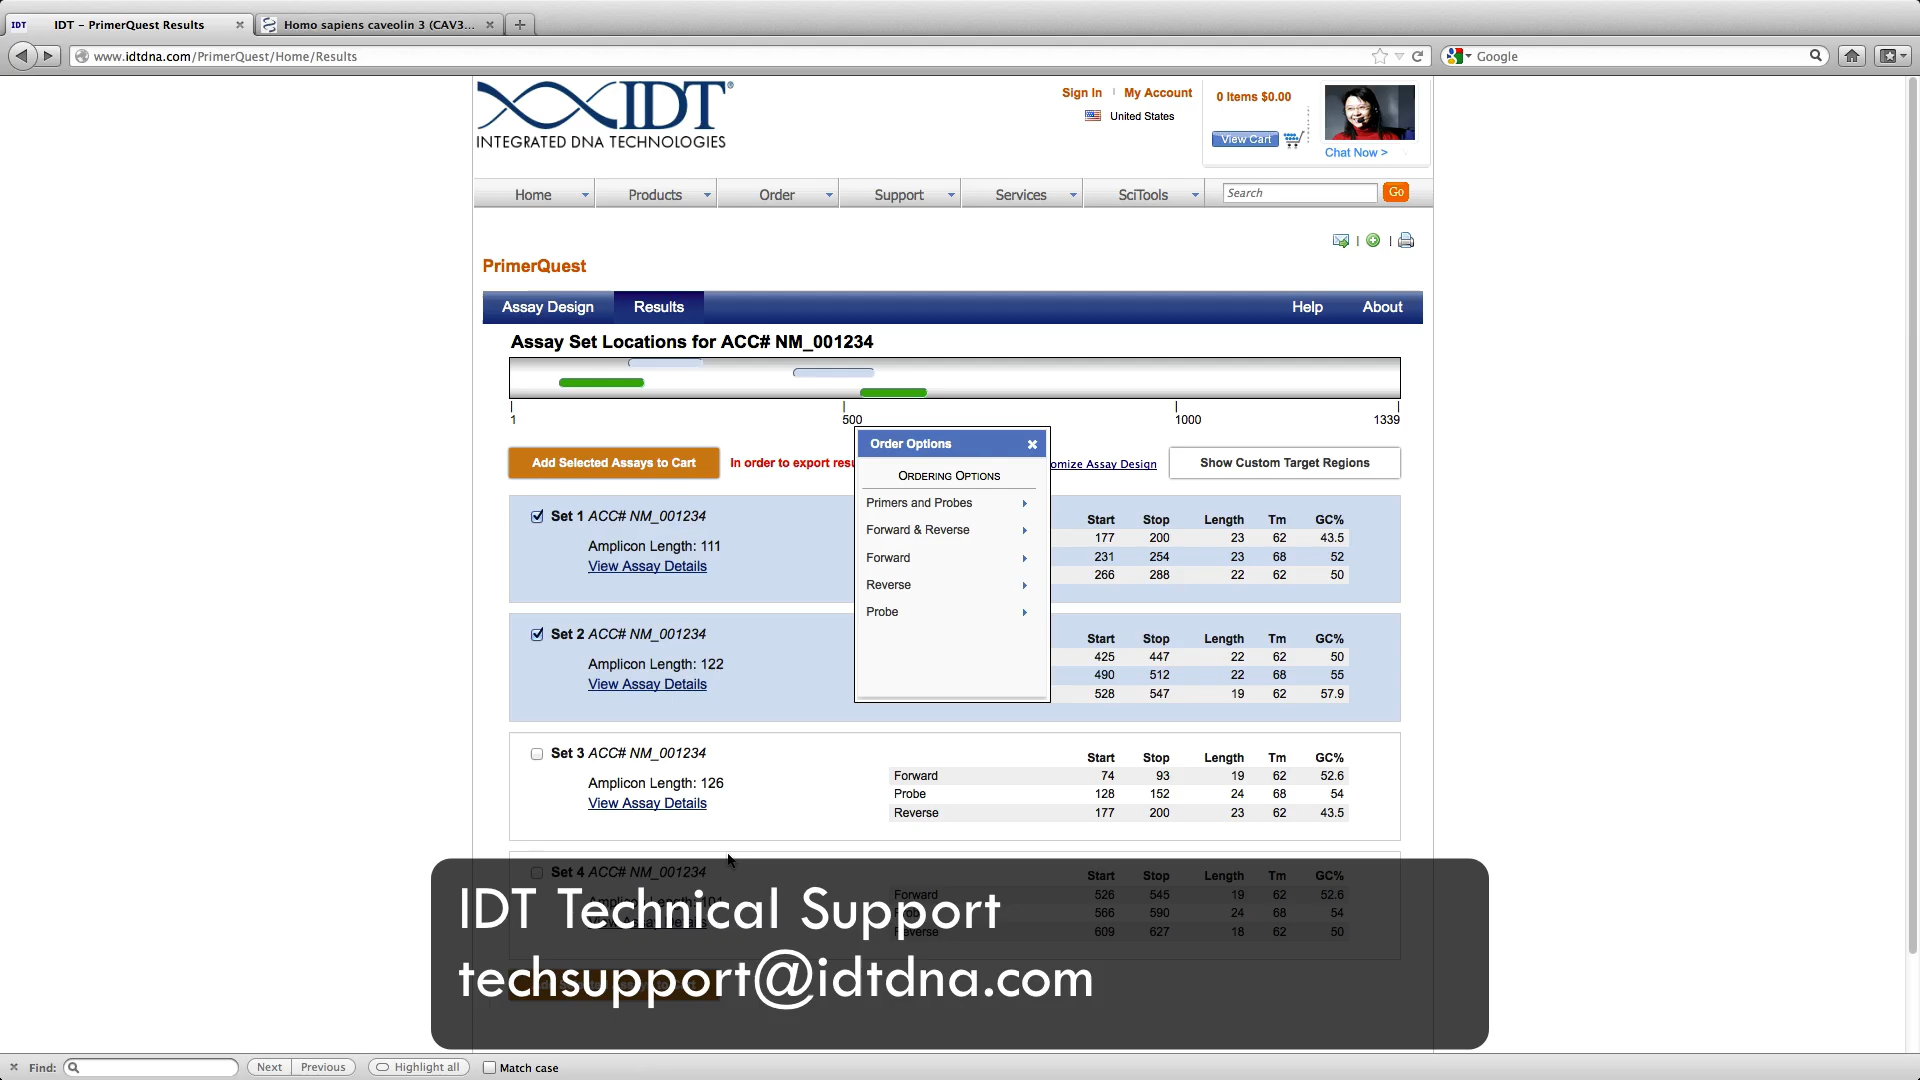 IDT IDT - PrimerQuest Results
Homo sapiens caveolin 3 (CAV3...
www.idtdna.com/PrimerQuest/Home/Results
Google
IDT®
INTEGRATED DNA TECHNOLOGIES
Sign In My Account
United States
0 Items $0.00
View Cart
Chat Now >
Home Products Order Support Services SciTools Search Go
PrimerQuest
Assay Design Results Help About
Assay Set Locations for ACC# NM_001234
1 500 1000 1339
Add Selected Assays to Cart In order to export Assay Design Show Custom Target Regions
Order Options
ORDERING OPTIONS
Primers and Probes
Forward & Reverse
Forward
Reverse
Probe
Set 1 ACC# NM_001234
Amplicon Length: 111
View Assay Details
Start Stop Length Tm GC%
177 200 23 62 43.5
231 254 23 68 52
266 288 22 62 50
Set 2 ACC# NM_001234
Amplicon Length: 122
View Assay Details
Start Stop Length Tm GC%
425 447 22 62 50
490 512 22 68 55
528 547 19 62 57.9
Set 3 ACC# NM_001234
Amplicon Length: 126
View Assay Details
Start Stop Length Tm GC%
Forward 74 93 19 62 52.6
Probe 128 152 24 68 54
Reverse 177 200 23 62 43.5
Set 4 ACC# NM_001234
Start Stop Length Tm GC%
Forward 526 545 19 62 52.6
566 590 24 68 54
Reverse 609 627 18 62 50
IDT Technical Support
techsupport@idtdna.com
Find: Next Previous Highlight all Match case